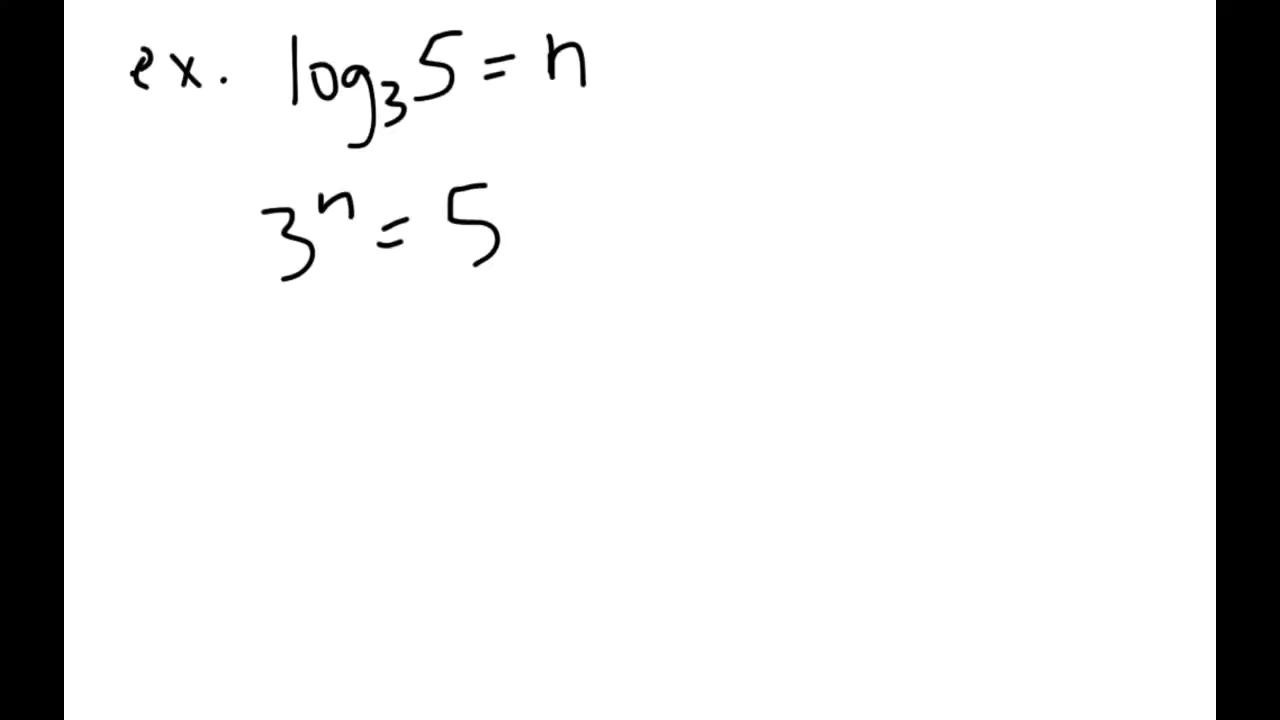 ex. log₃5 = n
3ⁿ = 5